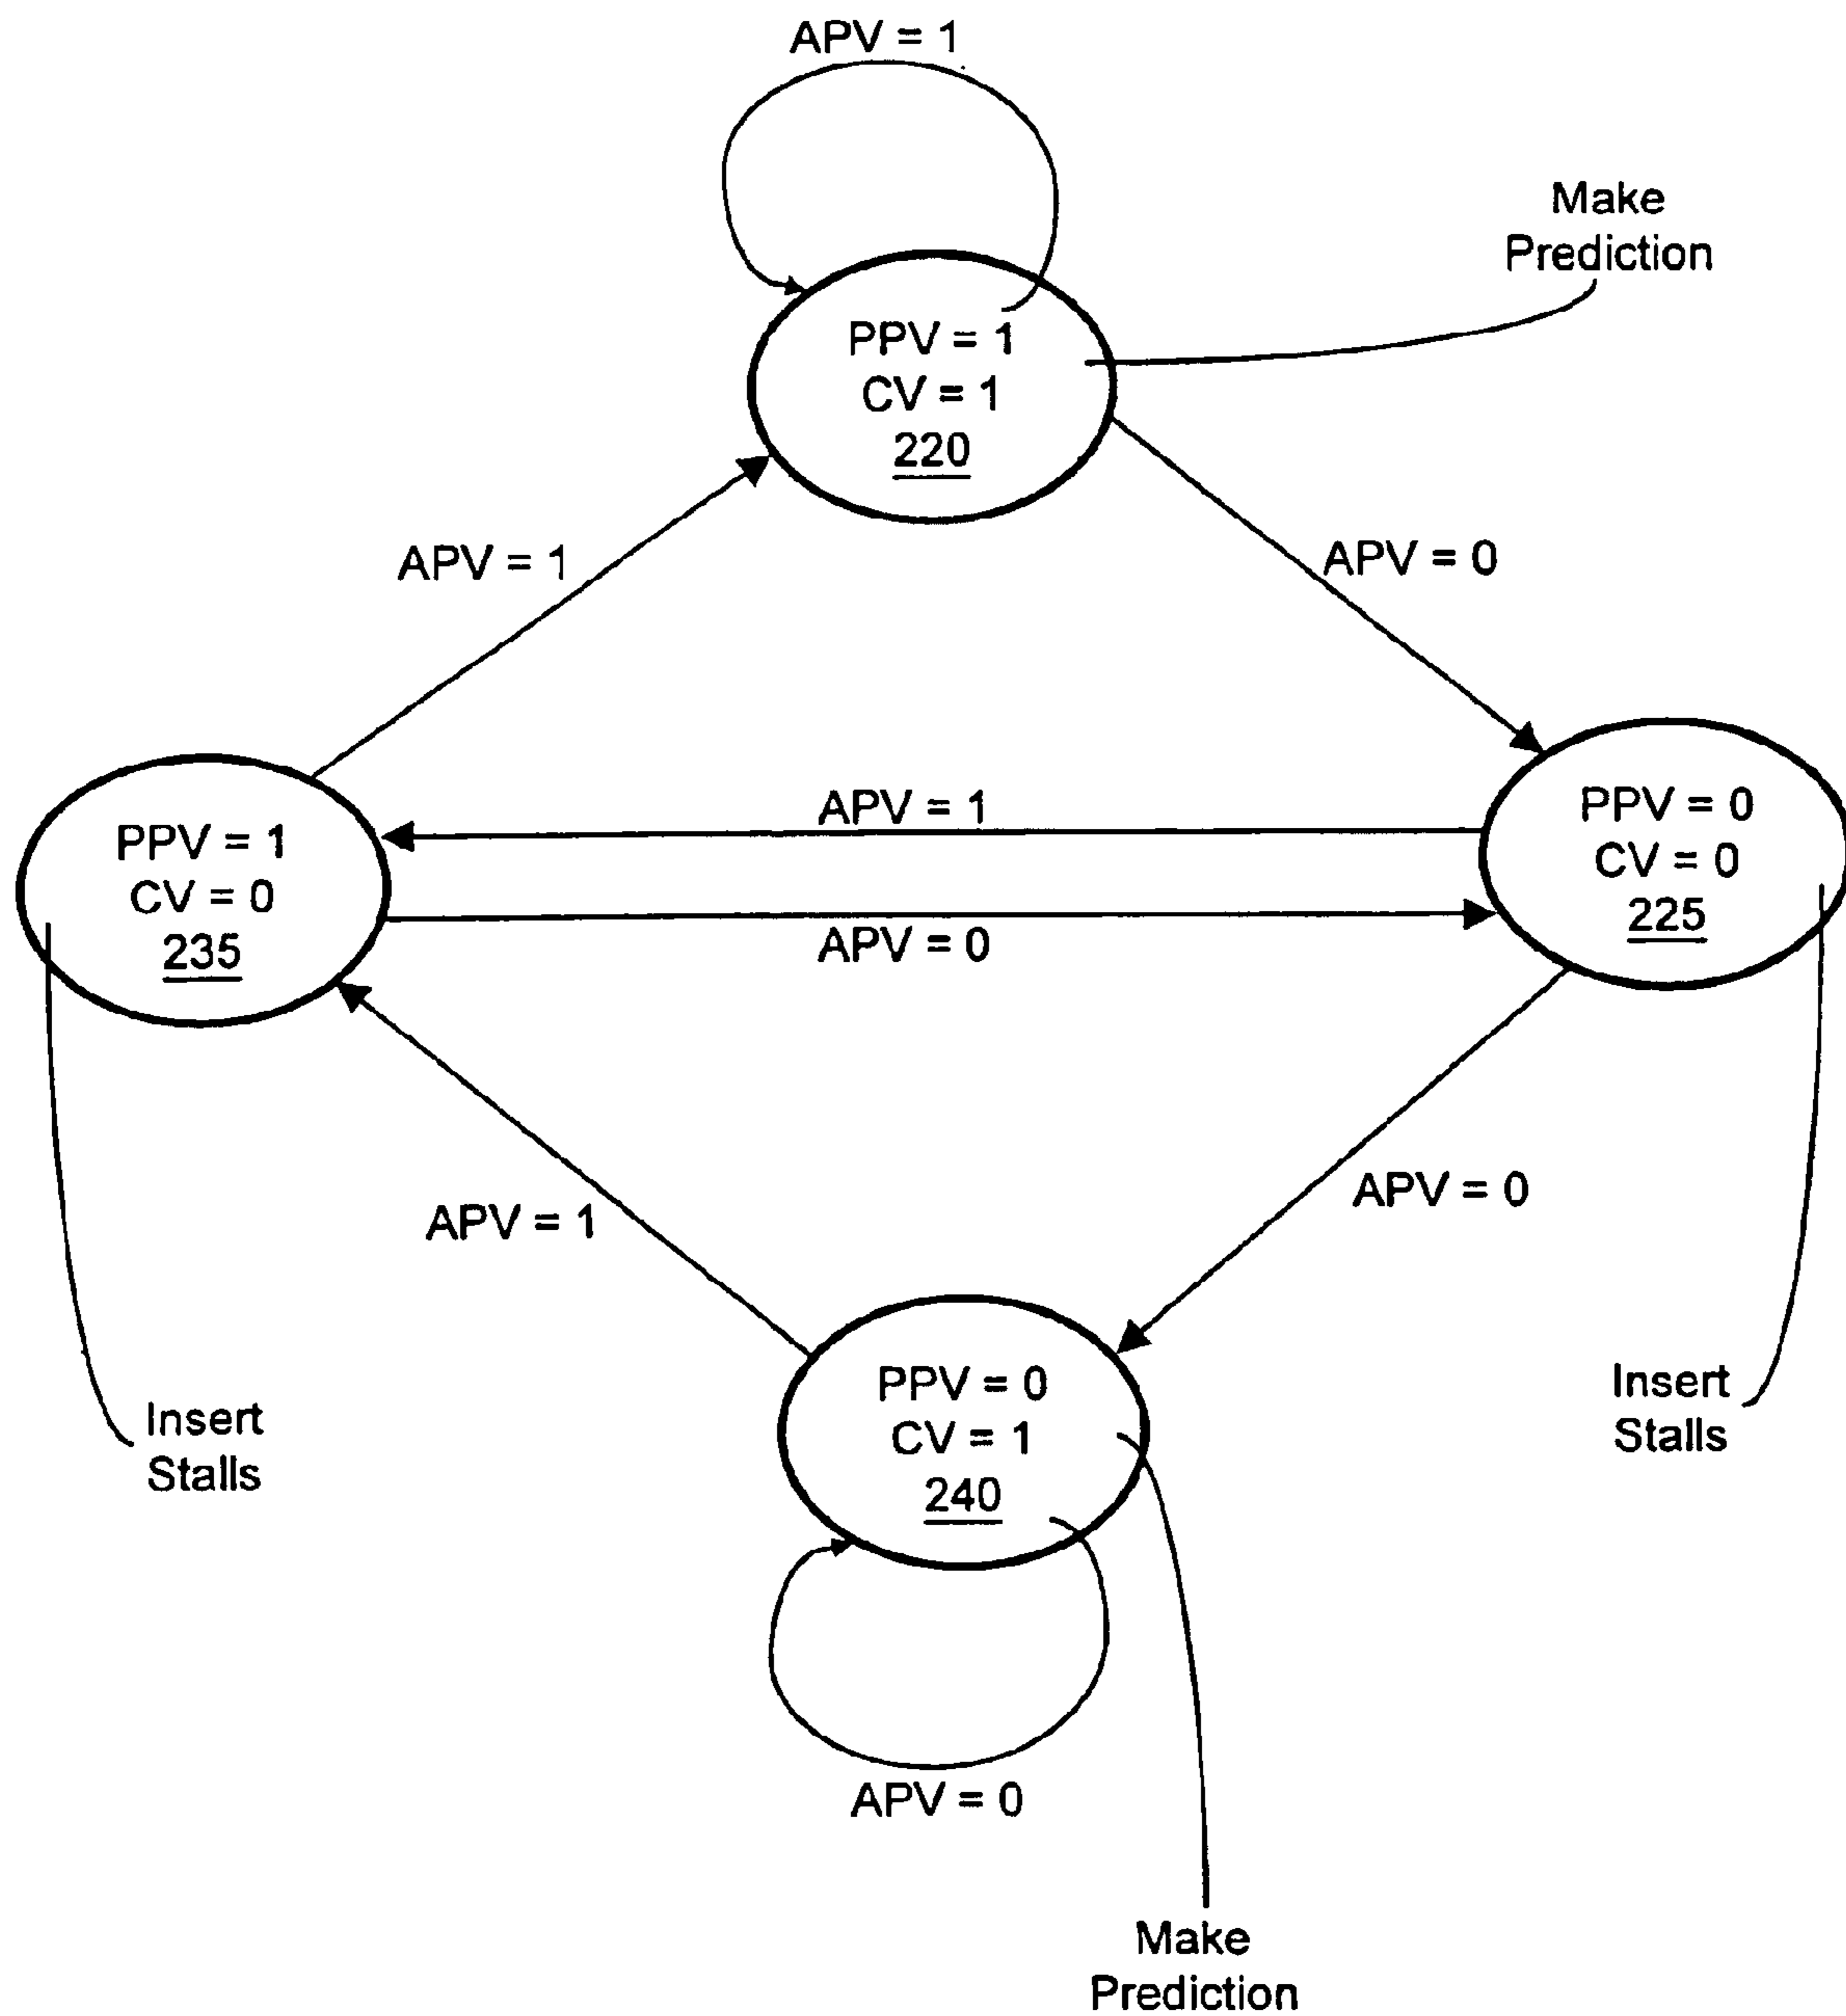 APV = 1
Make
Prediction
PPV = 1
CV = 1
220
APV = 1
APV = 0
APV = 1
PPV = 1
CV = 0
235
PPV = 0
CV = 0
225
APV = 0
APV = 1
APV = 0
PPV = 0
CV = 1
240
Insert
Stalls
Insert
Stalls
APV = 0
Make
Prediction